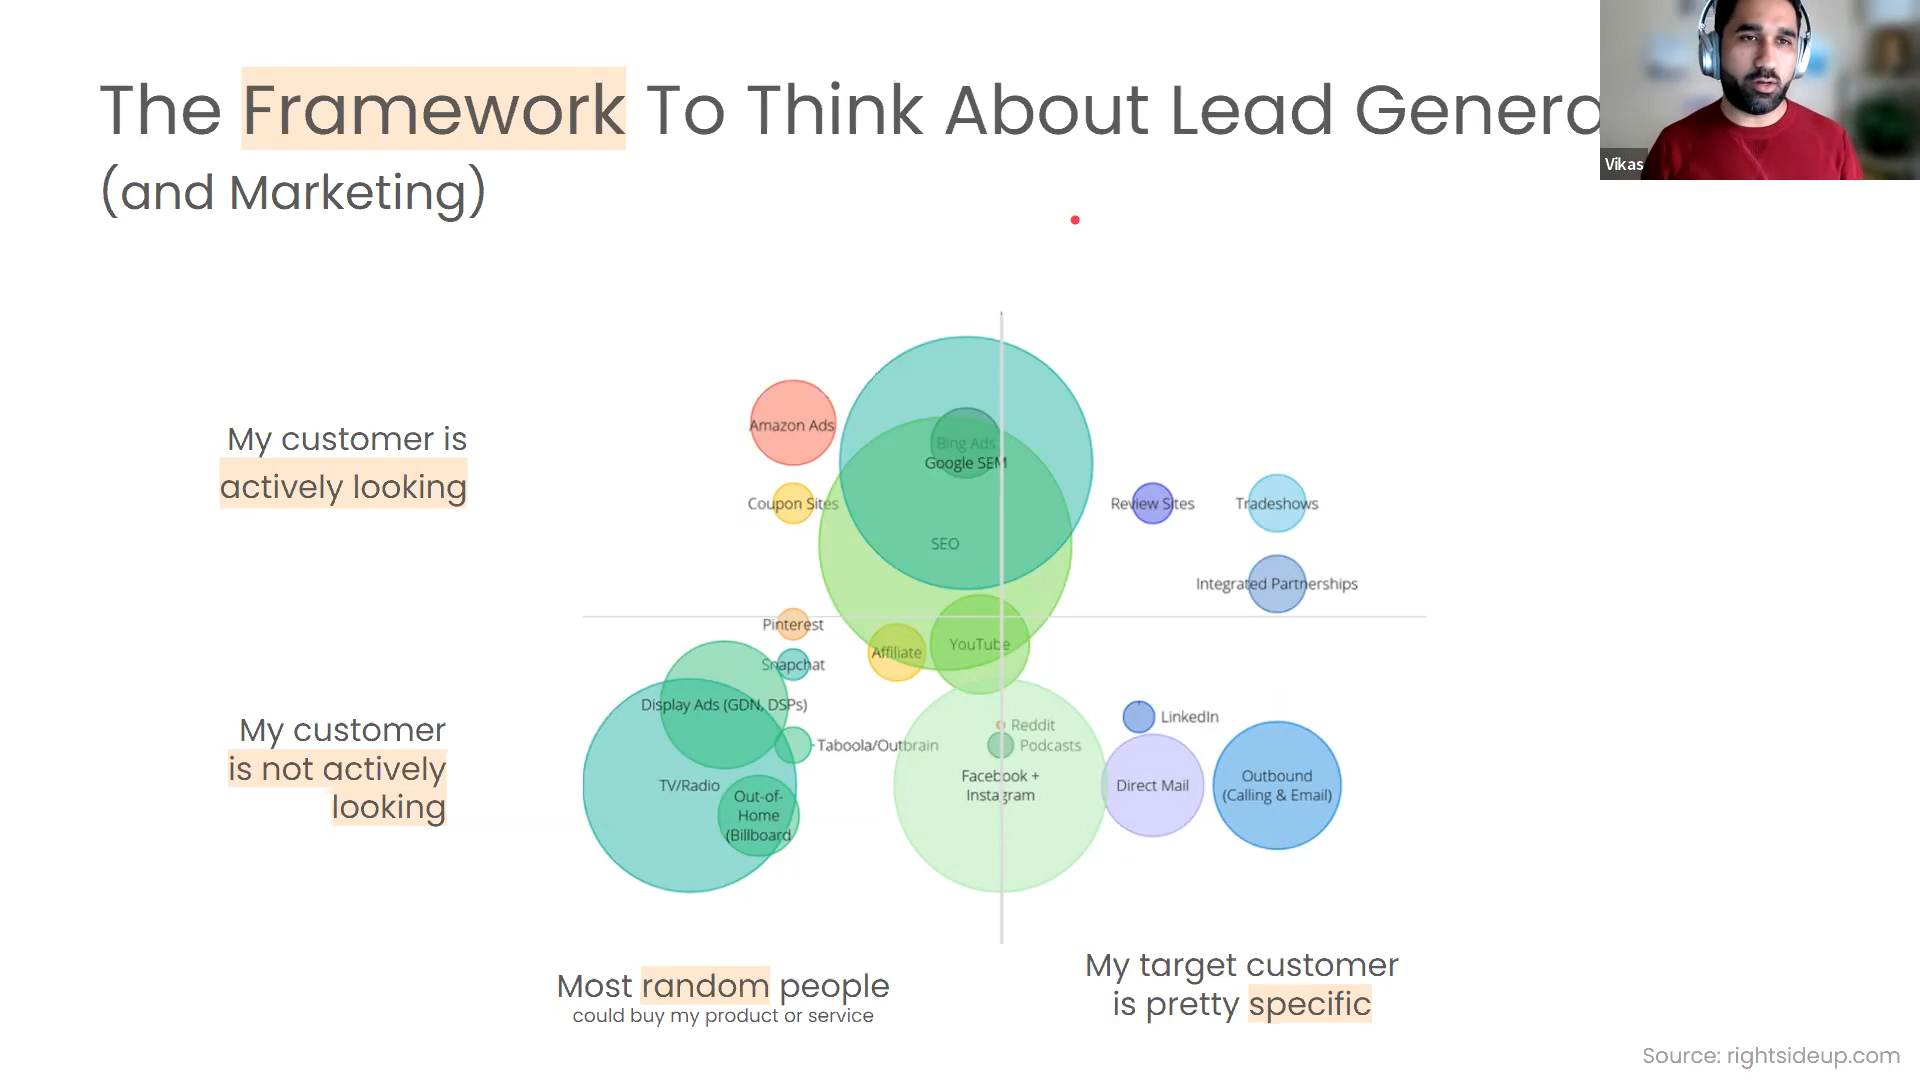 The Framework To Think About Lead Genera
(and Marketing)
Vikas
My customer is
actively looking
Amazon Ads
Bing Ads
Google SEM
Coupon Sites
SEO
Review Sites
Tradeshows
Integrated Partnerships
Pinterest
Snapchat
Affiliate
YouTube
My customer
is not actively
looking
Display Ads (GDN, DSPs)
Taboola/Outbrain
TV/Radio
Out-of-
Home
(Billboard
Reddit
Podcasts
Facebook +
Instagram
LinkedIn
Direct Mail
Outbound
(Calling & Email)
Most random people
could buy my product or service
My target customer
is pretty specific
Source: rightsideup.com